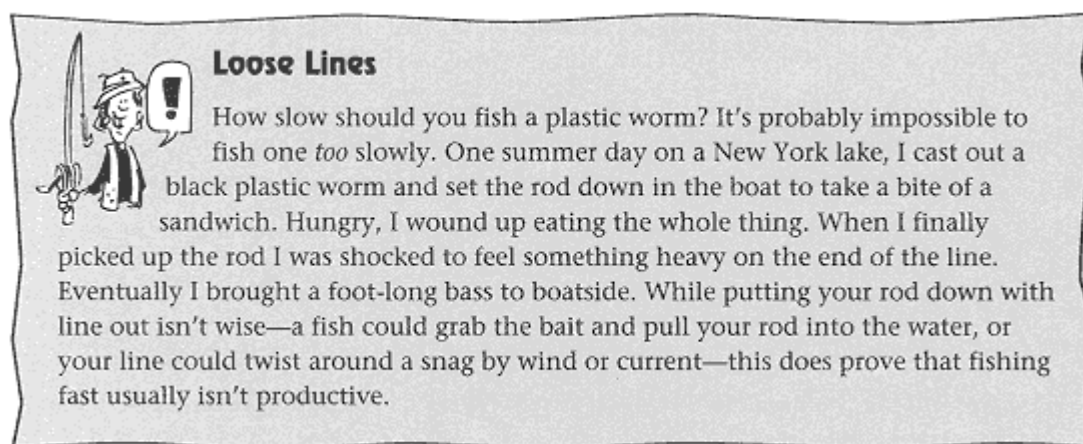 Loose Lines
How slow should you fish a plastic worm? It's probably impossible to
fish one too slowly. One summer day on a New York lake, I cast out a
black plastic worm and set the rod down in the boat to take a bite of a
sandwich. Hungry, I wound up eating the whole thing. When I finally
picked up the rod I was shocked to feel something heavy on the end of the line.
Eventually I brought a foot-long bass to boatside. While putting your rod down with
line out isn't wise—a fish could grab the bait and pull your rod into the water, or
your line could twist around a snag by wind or current—this does prove that fishing
fast usually isn't productive.